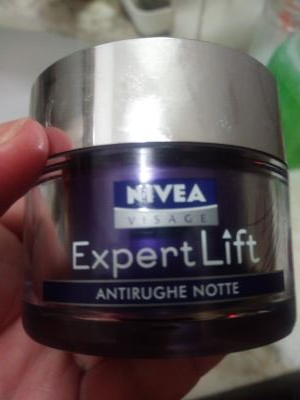 NIVEA
VISAGE
Expert Lift
ANTIRUGHE NOTTE